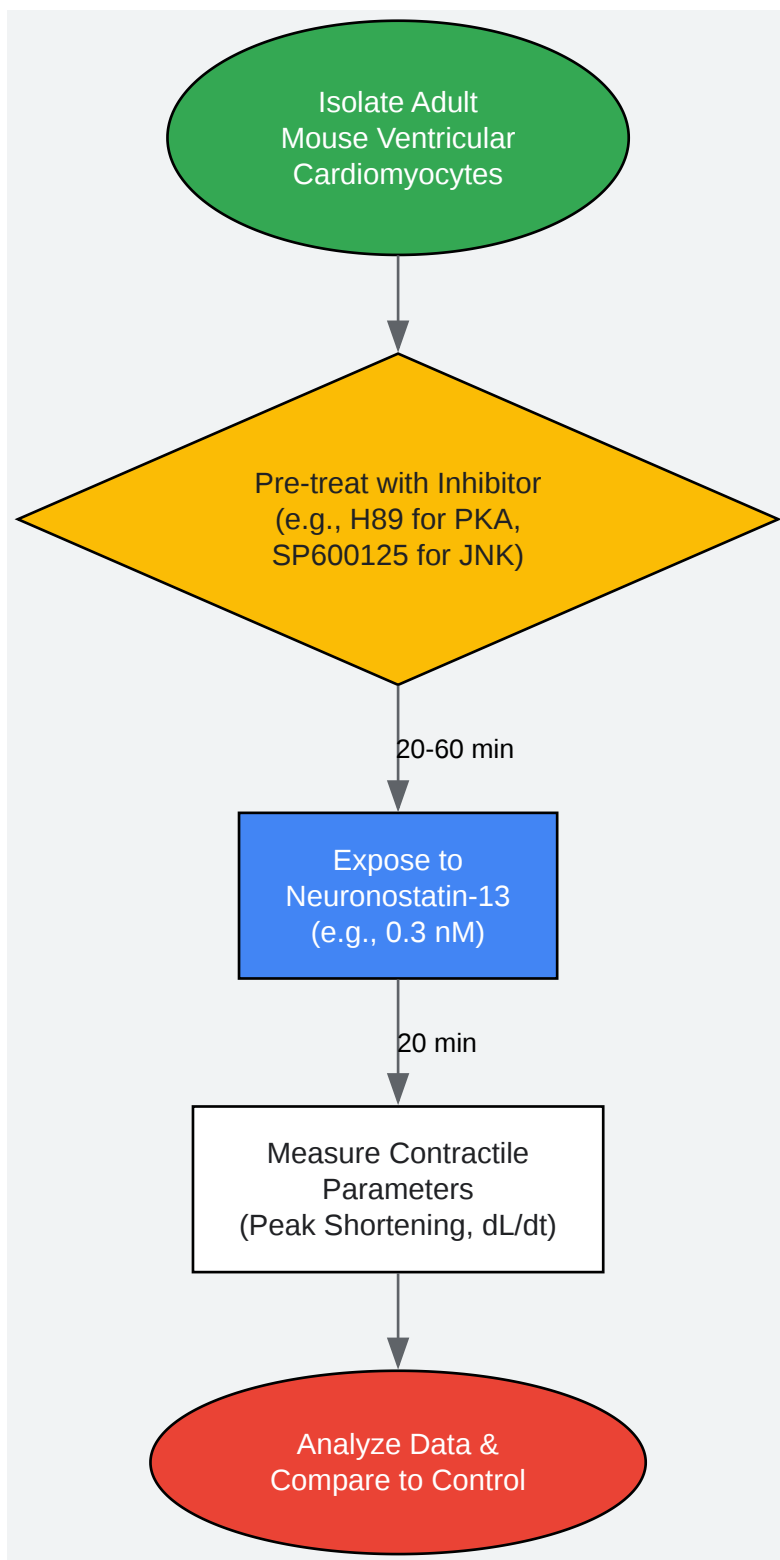 Isolate Adult
Mouse Ventricular
Cardiomyocytes
Pre-treat with Inhibitor
(e.g., H89 for PKA,
SP600125 for JNK)
20-60 min
Expose to
Neuronostatin-13
(e.g., 0.3 nM)
20 min
Measure Contractile
Parameters
(Peak Shortening, dL/dt)
Analyze Data &
Compare to Control